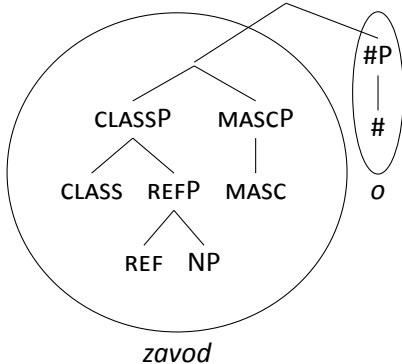 #P
CLASSP MASCP #
CLASS REFP MASC o
REF NP
zavod